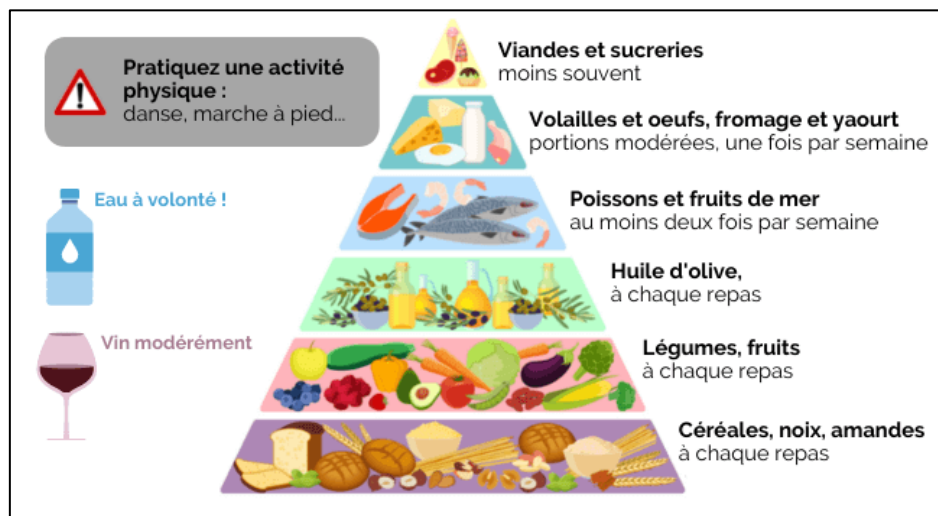 Pratiquez une activité
physique :
danse, marche à pied...
Eau à volonté !
Vin modérément
Viandes et sucreries
moins souvent
Volailles et oeufs, fromage et yaourt
portions modérées, une fois par semaine
Poissons et fruits de mer
au moins deux fois par semaine
Huile d'olive,
à chaque repas
Légumes, fruits
à chaque repas
Céréales, noix, amandes
à chaque repas